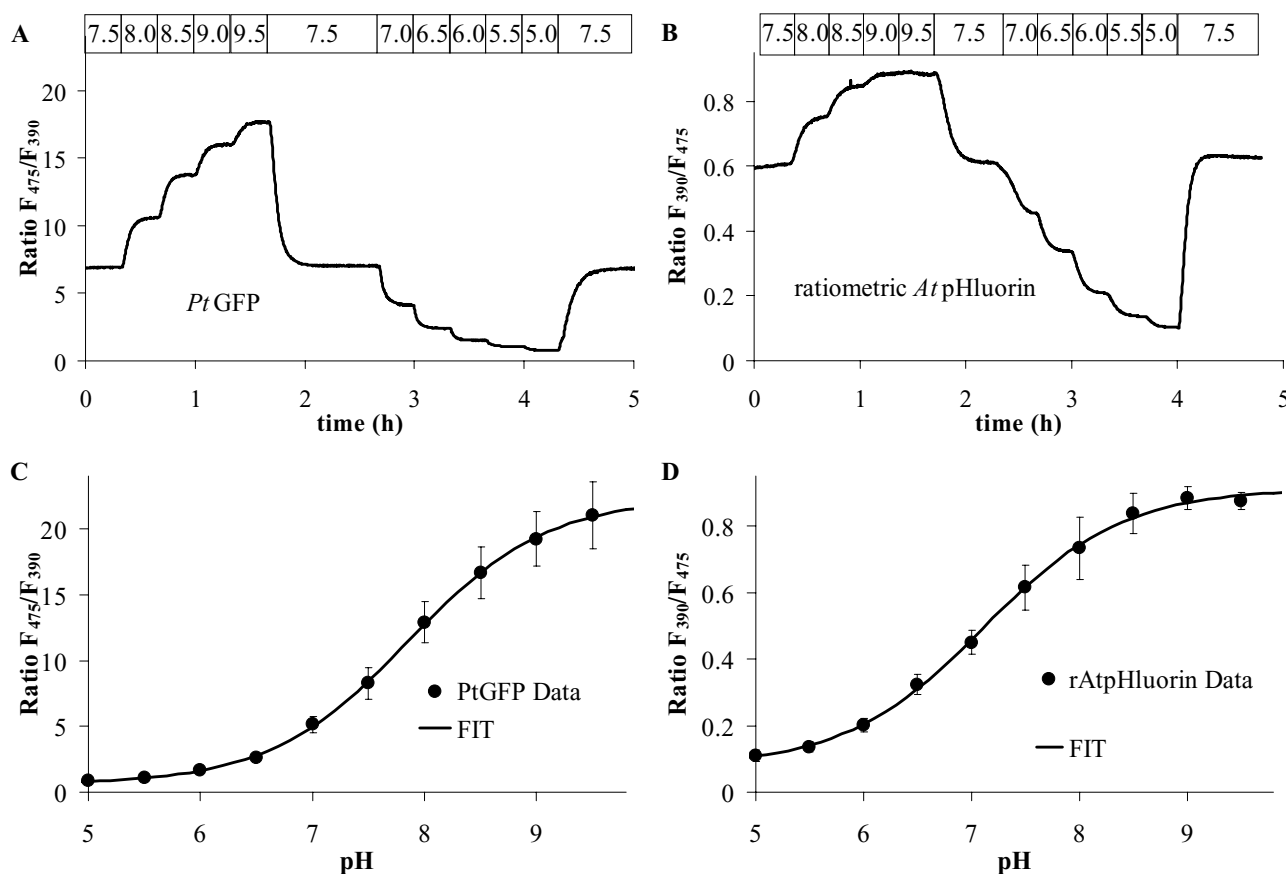 A
7.5 8.0 8.5 9.0 9.5 7.5 7.0 6.5 6.0 5.5 5.0 7.5
20
15
10
5
0
Ratio F475/F390
Pt GFP
0 1 2 3 4 5
time (h)
B
7.5 8.0 8.5 9.0 9.5 7.5 7.0 6.5 6.0 5.5 5.0 7.5
0.8
0.6
0.4
0.2
0
Ratio F390/F475
ratiometric At pHluorin
0 1 2 3 4 5
time (h)
C
20
15
10
5
0
Ratio F475/F390
PtGFP Data
FIT
5 6 7 8 9
pH
D
0.8
0.6
0.4
0.2
0
Ratio F390/F475
rAtpHluorin Data
FIT
5 6 7 8 9
pH